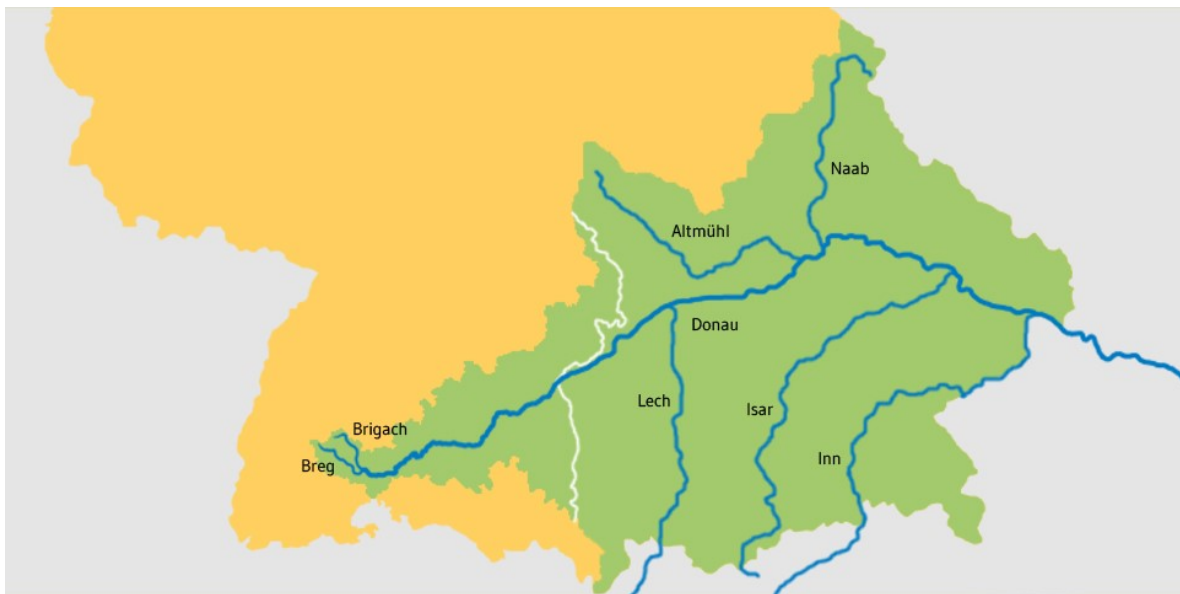 Naab
Altmühl
Donau
Lech
Isar
Brigach
Inn
Breg